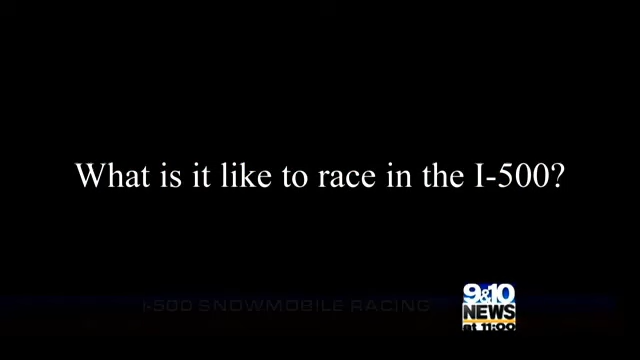 What is it like to race in the I-500?
I-500 SNOWMOBILE RACING
9&10
NEWS
at 11:00